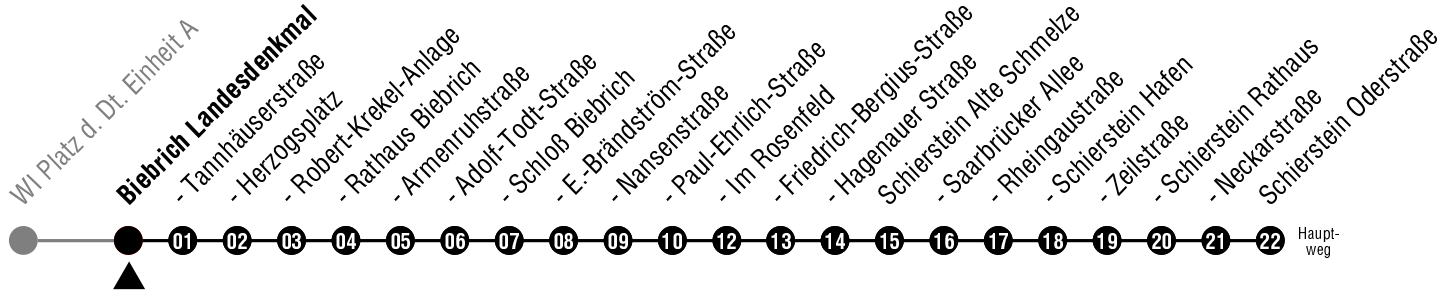 WI Platz d. Dt. Einheit A
Biebrich Landesdenkmal
- Tannhäuserstraße
- Herzogsplatz
- Robert-Krekel-Anlage
- Rathaus Biebrich
- Armenruhstraße
- Adolf-Todt-Straße
- Schloß Biebrich
- E.-Brändström-Straße
- Nansenstraße
- Paul-Ehrlich-Straße
- Im Rosenfeld
- Friedrich-Bergius-Straße
- Hagenauer Straße
Schierstein Alte Schmelze
- Saarbrücker Allee
- Rheingaustraße
- Schierstein Hafen
- Zeilstraße
- Schierstein Rathaus
- Neckarstraße
Schierstein Oderstraße
01 02 03 04 05 06 07 08 09 10 12 13 14 15 16 17 18 19 20 21 22
Haupt-
weg